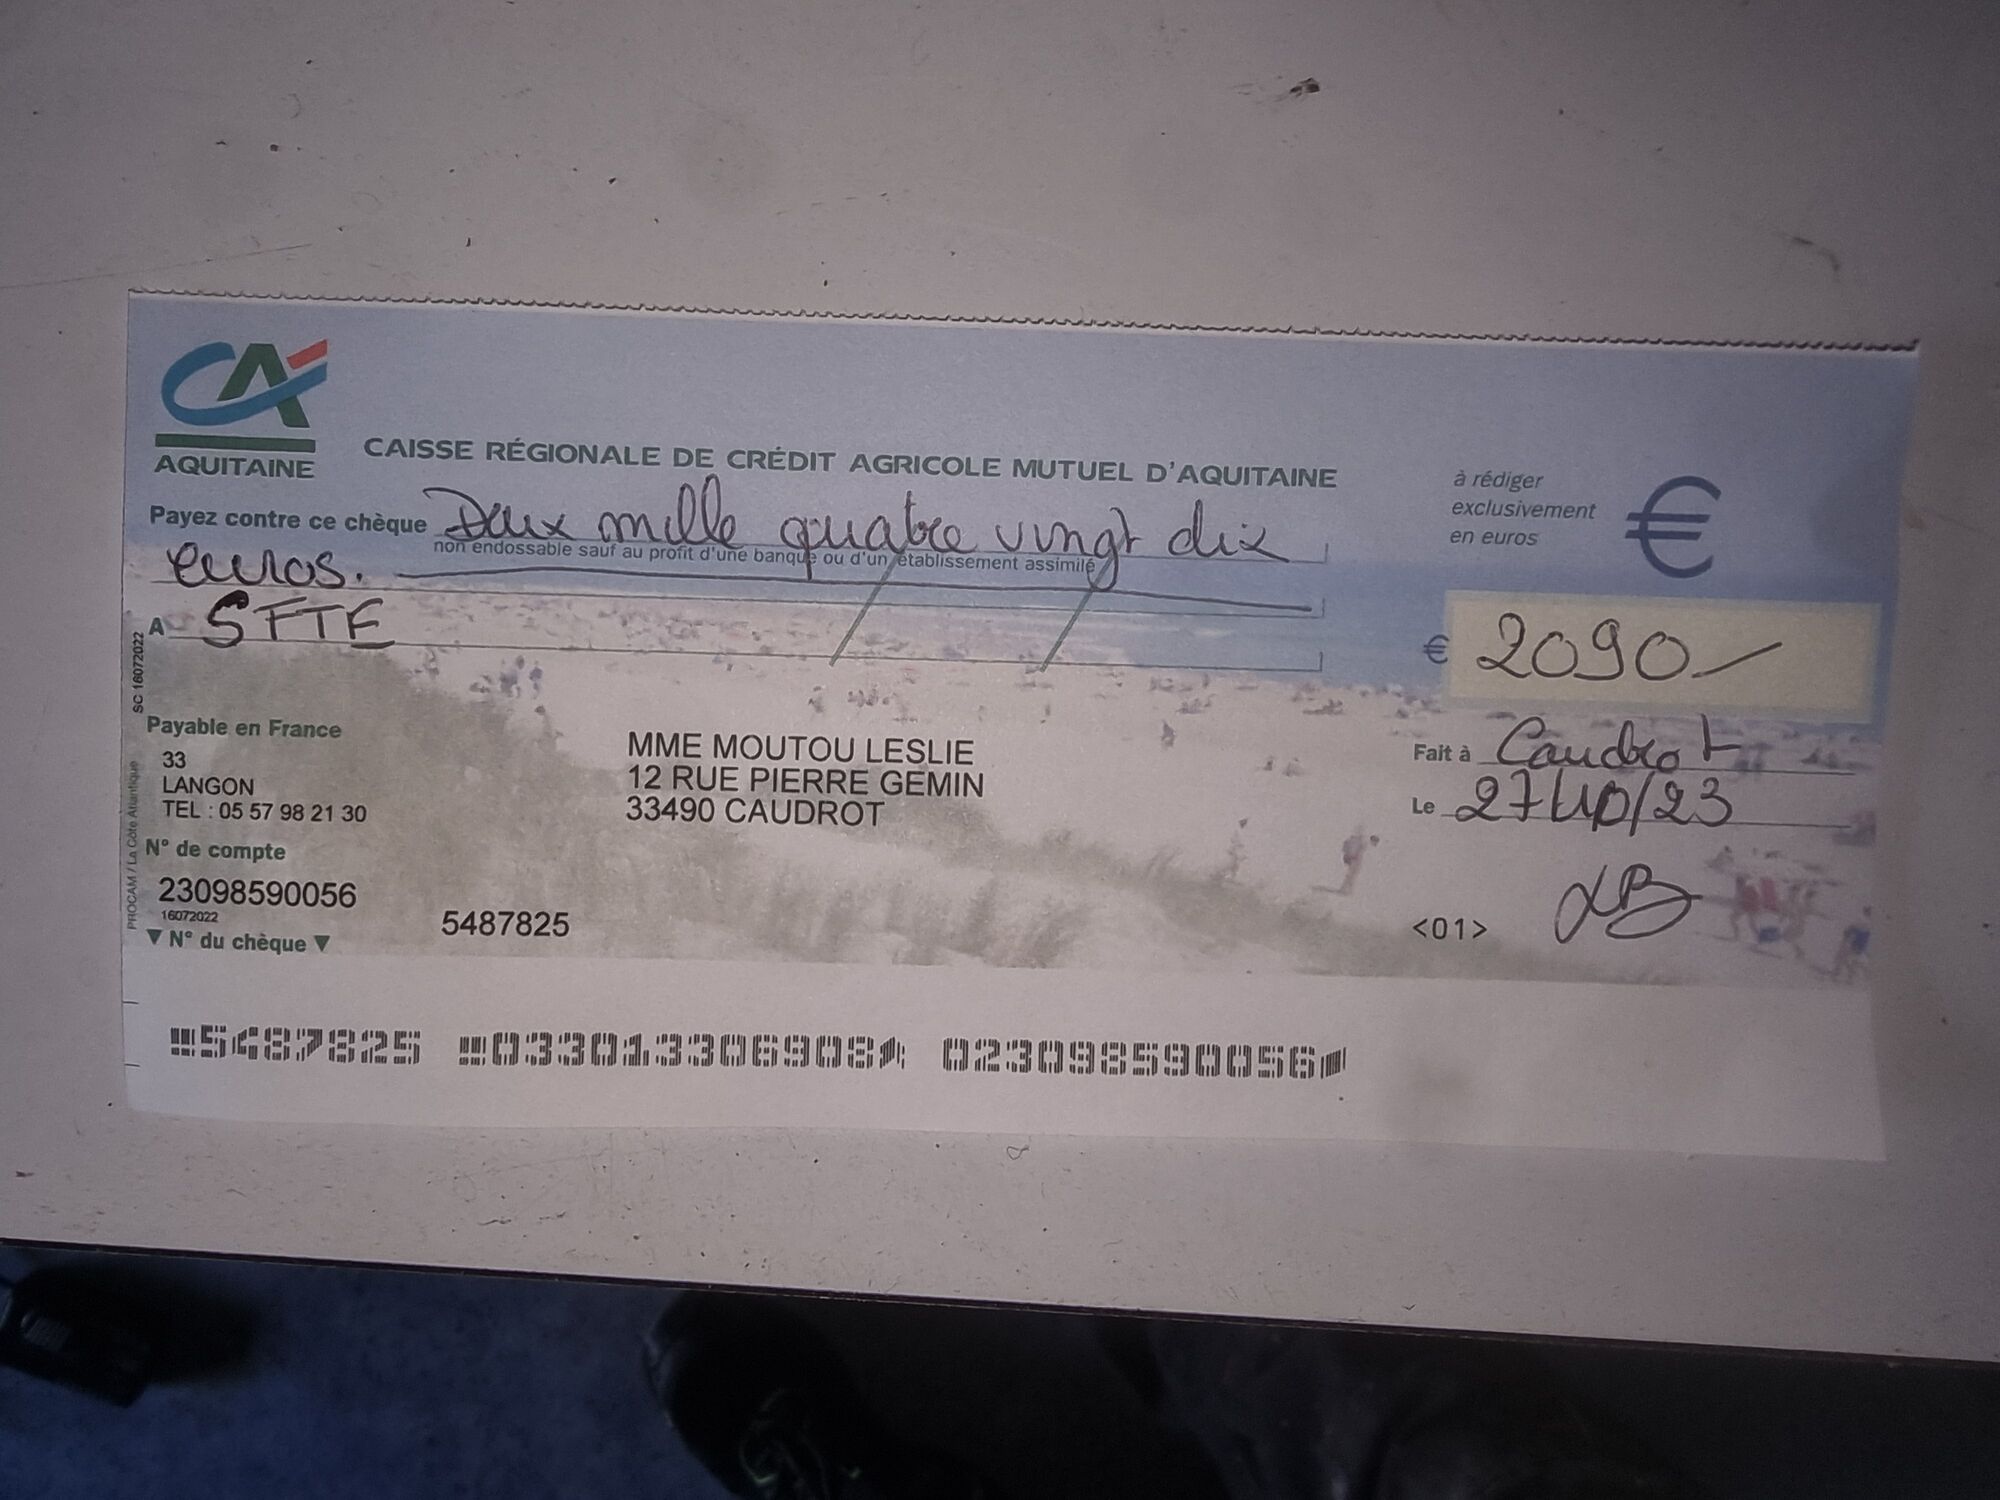 CA
AQUITAINE
CAISSE RÉGIONALE DE CRÉDIT AGRICOLE MUTUEL D'AQUITAINE
à rédiger
exclusivement
en euros
€
Payez contre ce chèque Deux mille quatre vingt dix
non endossable sauf au profit d'une banque ou d'un établissement assimilé
euros.
A SFTE
€ 2090
SC 16072022
Payable en France
33
LANGON
TEL : 05 57 98 21 30
MME MOUTOU LESLIE
12 RUE PIERRE GEMIN
33490 CAUDROT
Fait à Caudrot
Le 27/10/23
N° de compte
23098590056
16072022
5487825
<01>
LB
▼ N° du chèque ▼
PROCAM / La Côte Atlantique
5487825 033013306908 023098590056